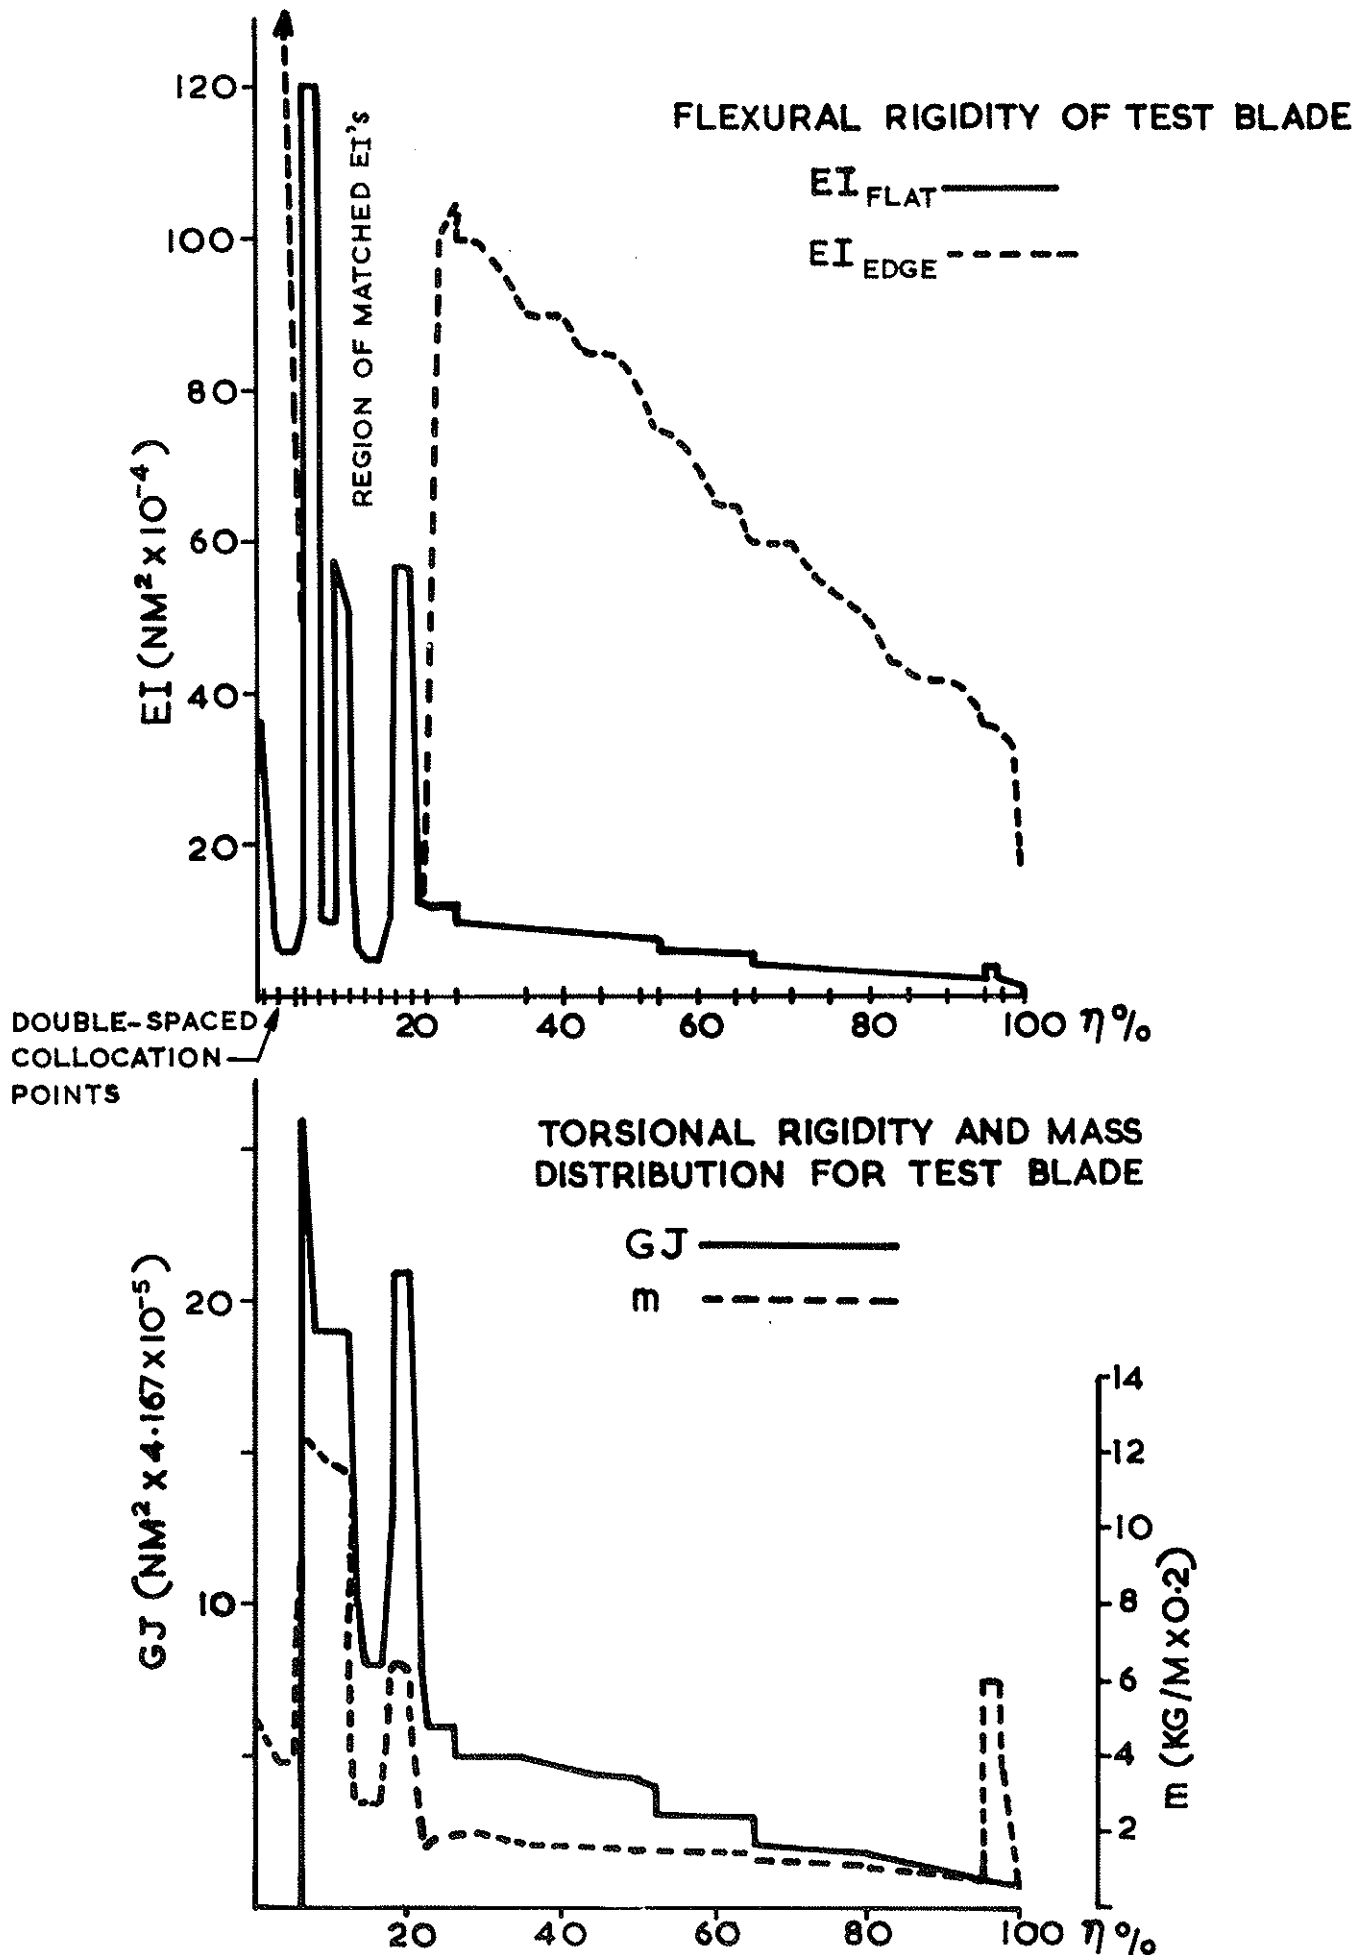 120
100
80
60
40
20
EI (NM² x 10⁻⁴)
REGION OF MATCHED EI's
FLEXURAL RIGIDITY OF TEST BLADE
EI FLAT
EI EDGE
20 40 60 80 100 η%
DOUBLE-SPACED
COLLOCATION
POINTS
TORSIONAL RIGIDITY AND MASS
DISTRIBUTION FOR TEST BLADE
GJ
m
20
10
GJ (NM² X 4·167 X 10⁻⁵)
14
12
10
8
6
4
2
m (KG/M X 0·2)
20 40 60 80 100 η%